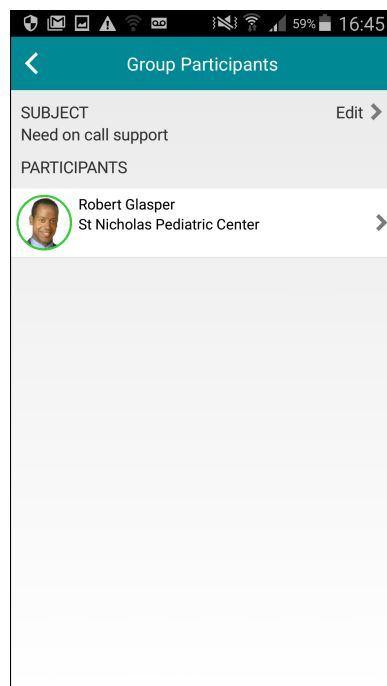 59% 16:45
Group Participants
SUBJECT Edit
Need on call support
PARTICIPANTS
Robert Glasper
St Nicholas Pediatric Center